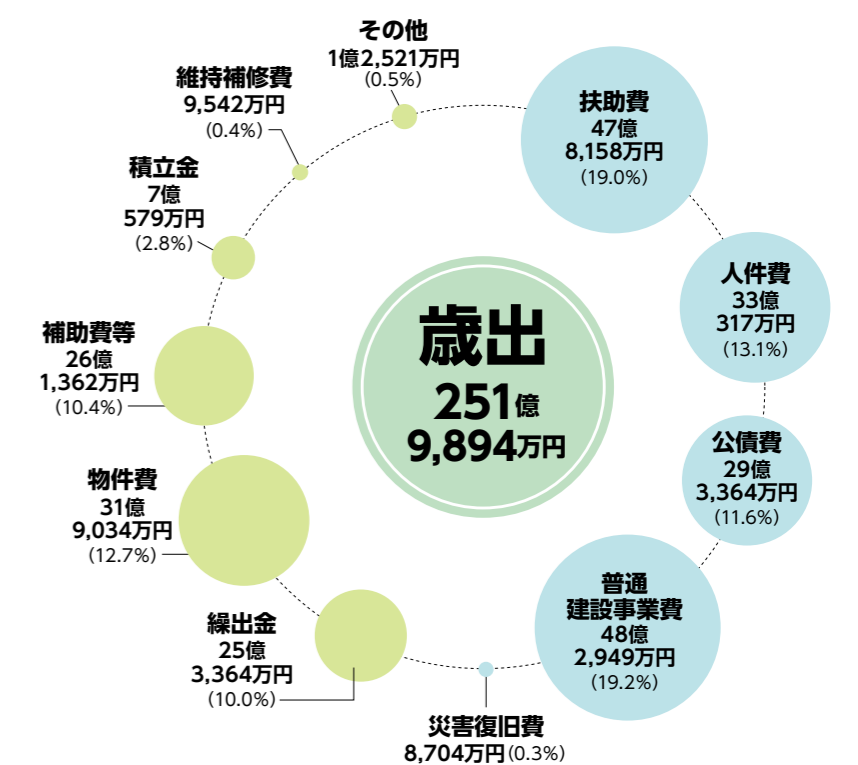 歳出
251億
9,894万円
扶助費
47億
8,158万円
(19.0%)
人件費
33億
317万円
(13.1%)
公債費
29億
3,364万円
(11.6%)
普通
建設事業費
48億
2,949万円
(19.2%)
災害復旧費
8,704万円(0.3%)
繰出金
25億
3,364万円
(10.0%)
物件費
31億
9,034万円
(12.7%)
補助費等
26億
1,362万円
(10.4%)
積立金
7億
579万円
(2.8%)
維持補修費
9,542万円
(0.4%)
その他
1億2,521万円
(0.5%)